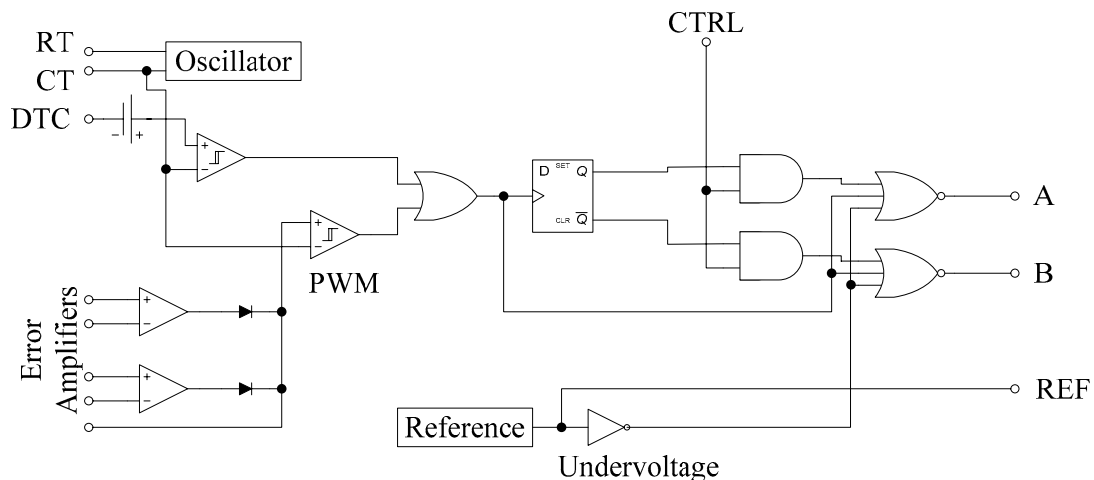 CTRL
RT
Oscillator
CT
DTC
- +
+
-
D SET Q
CLR Q̅
A
+
-
PWM
B
Error
Amplifiers
+
-
+
-
REF
Reference
Undervoltage